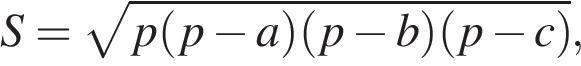 S = √p(p − a)(p − b)(p − c),